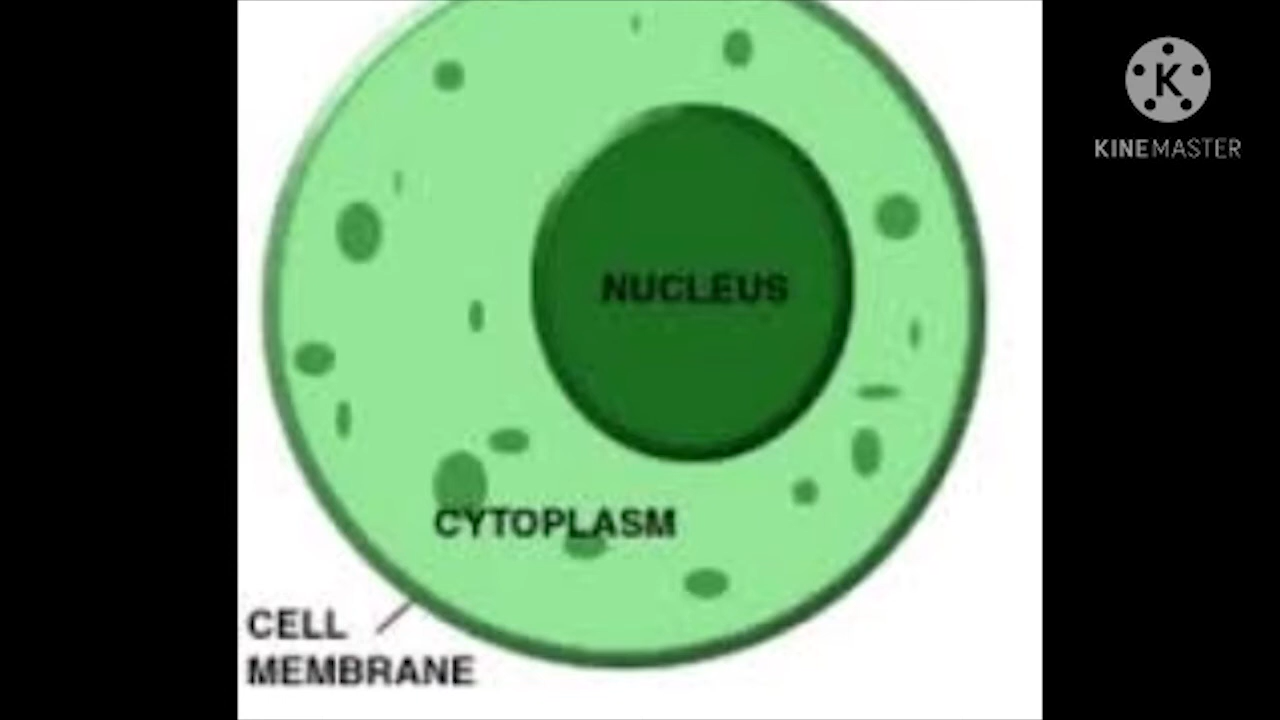 K
KINEMASTER
NUCLEUS
CYTOPLASM
CELL
MEMBRANE